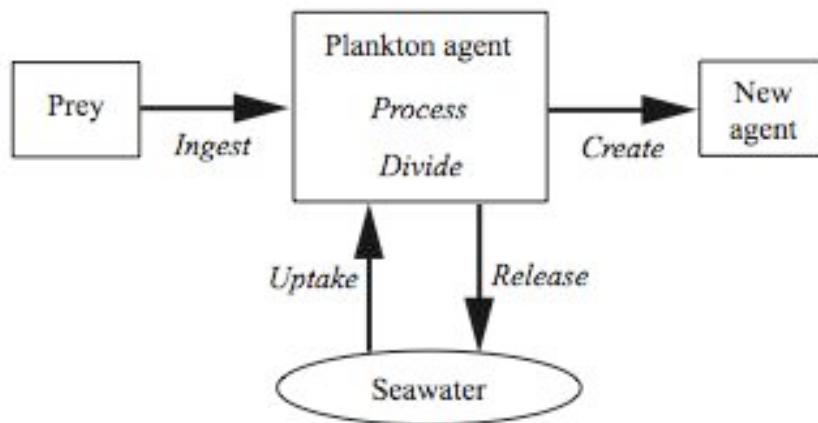 Plankton agent
Prey
Process
New
agent
Ingest
Divide
Create
Uptake
Release
Seawater